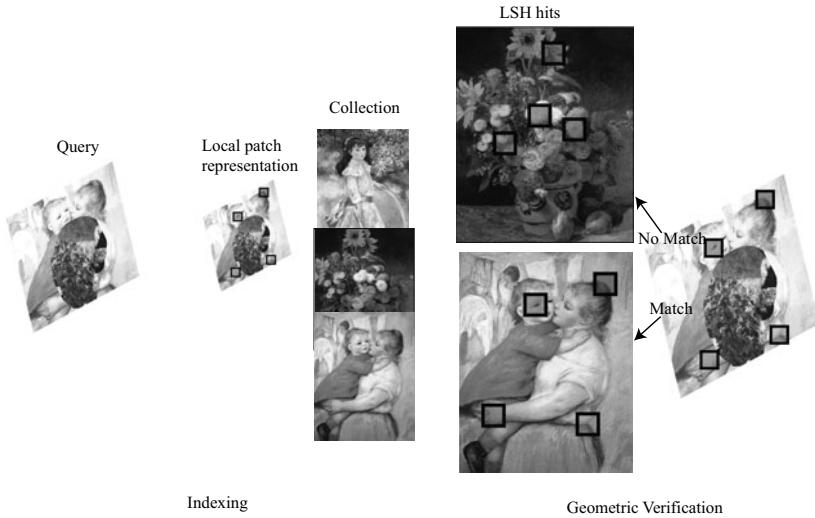 LSH hits
Collection
Query
Local patch
representation
No Match
Match
Indexing
Geometric Verification